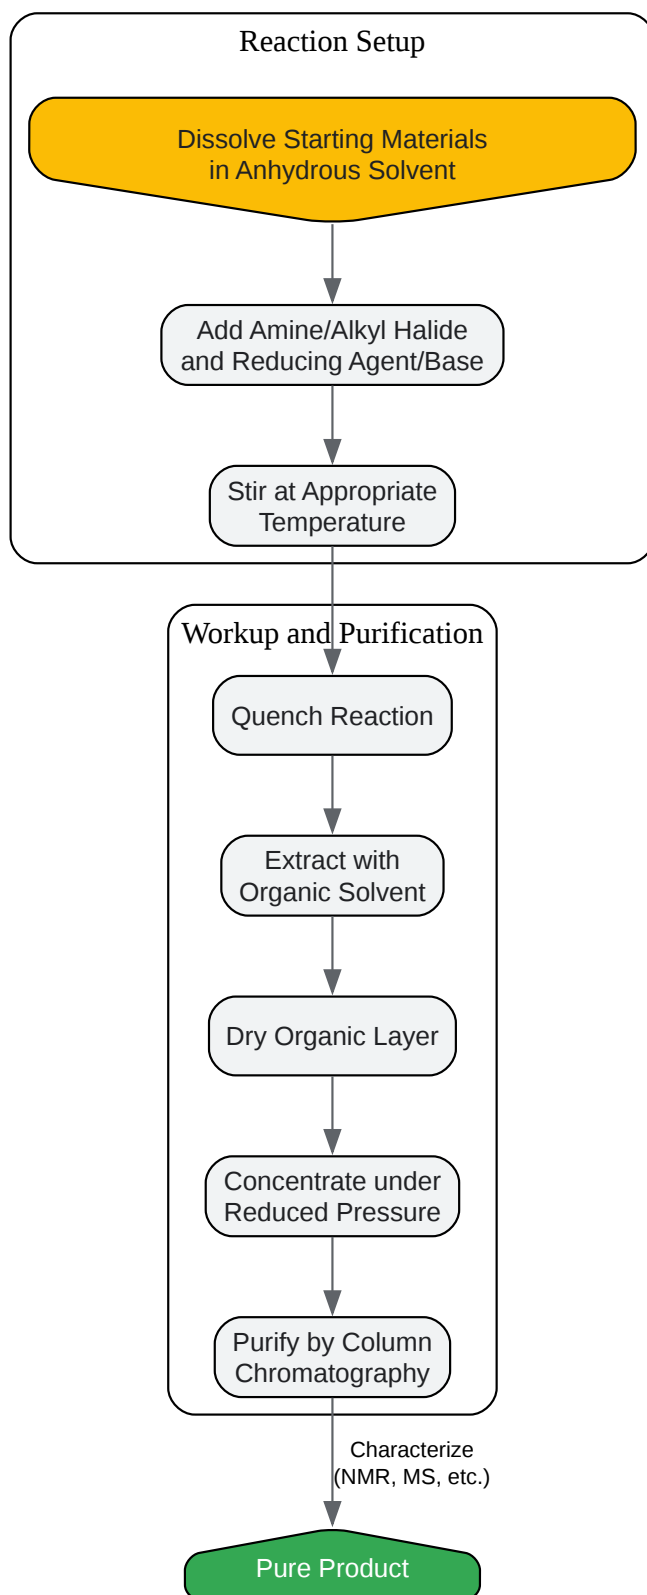 Reaction Setup
Dissolve Starting Materials
in Anhydrous Solvent
Add Amine/Alkyl Halide
and Reducing Agent/Base
Stir at Appropriate
Temperature
Workup and Purification
Quench Reaction
Extract with
Organic Solvent
Dry Organic Layer
Concentrate under
Reduced Pressure
Purify by Column
Chromatography
Characterize
(NMR, MS, etc.)
Pure Product